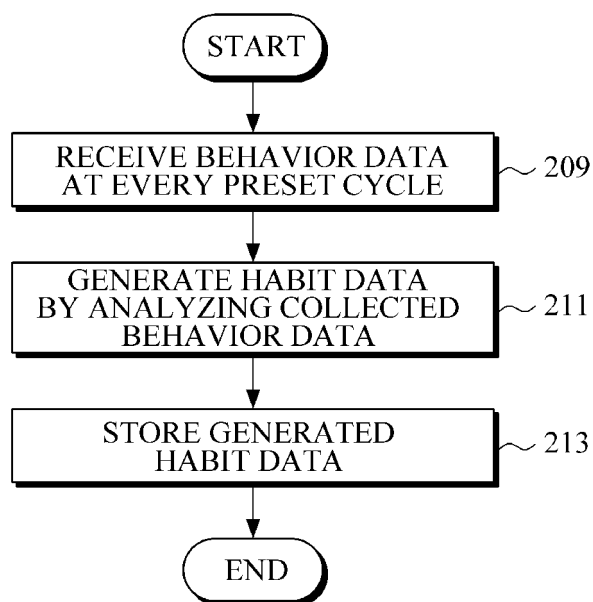 START
RECEIVE BEHAVIOR DATA
AT EVERY PRESET CYCLE
209
GENERATE HABIT DATA
BY ANALYZING COLLECTED
BEHAVIOR DATA
211
STORE GENERATED
HABIT DATA
213
END